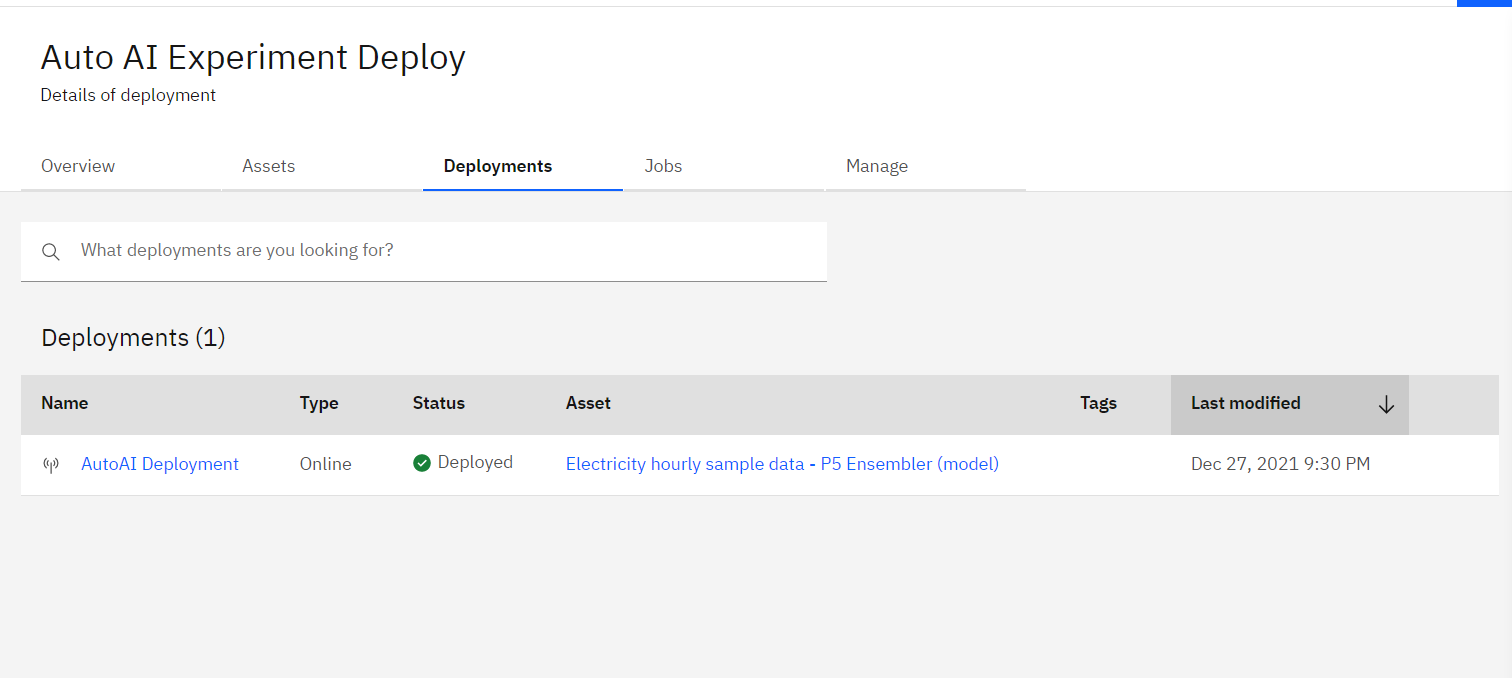 Auto AI Experiment Deploy
Details of deployment
Overview Assets Deployments Jobs Manage
What deployments are you looking for?
Deployments (1)
Name Type Status Asset Tags Last modified
AutoAI Deployment Online Deployed Electricity hourly sample data - P5 Ensembler (model) Dec 27, 2021 9:30 PM